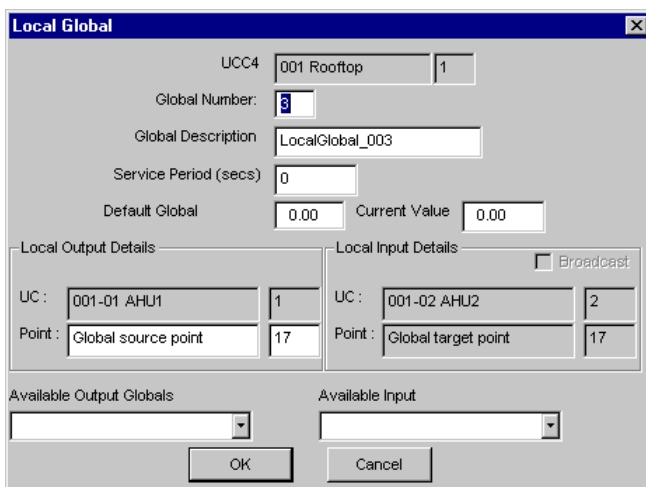 Local Global
UCC4 001 Rooftop 1
Global Number: 3
Global Description LocalGlobal_003
Service Period (secs) 0
Default Global 0.00 Current Value 0.00
Local Output Details
UC : 001-01 AHU1 1
Point : Global source point 17
Local Input Details
Broadcast
UC : 001-02 AHU2 2
Point : Global target point 17
Available Output Globals
Available Input
OK Cancel